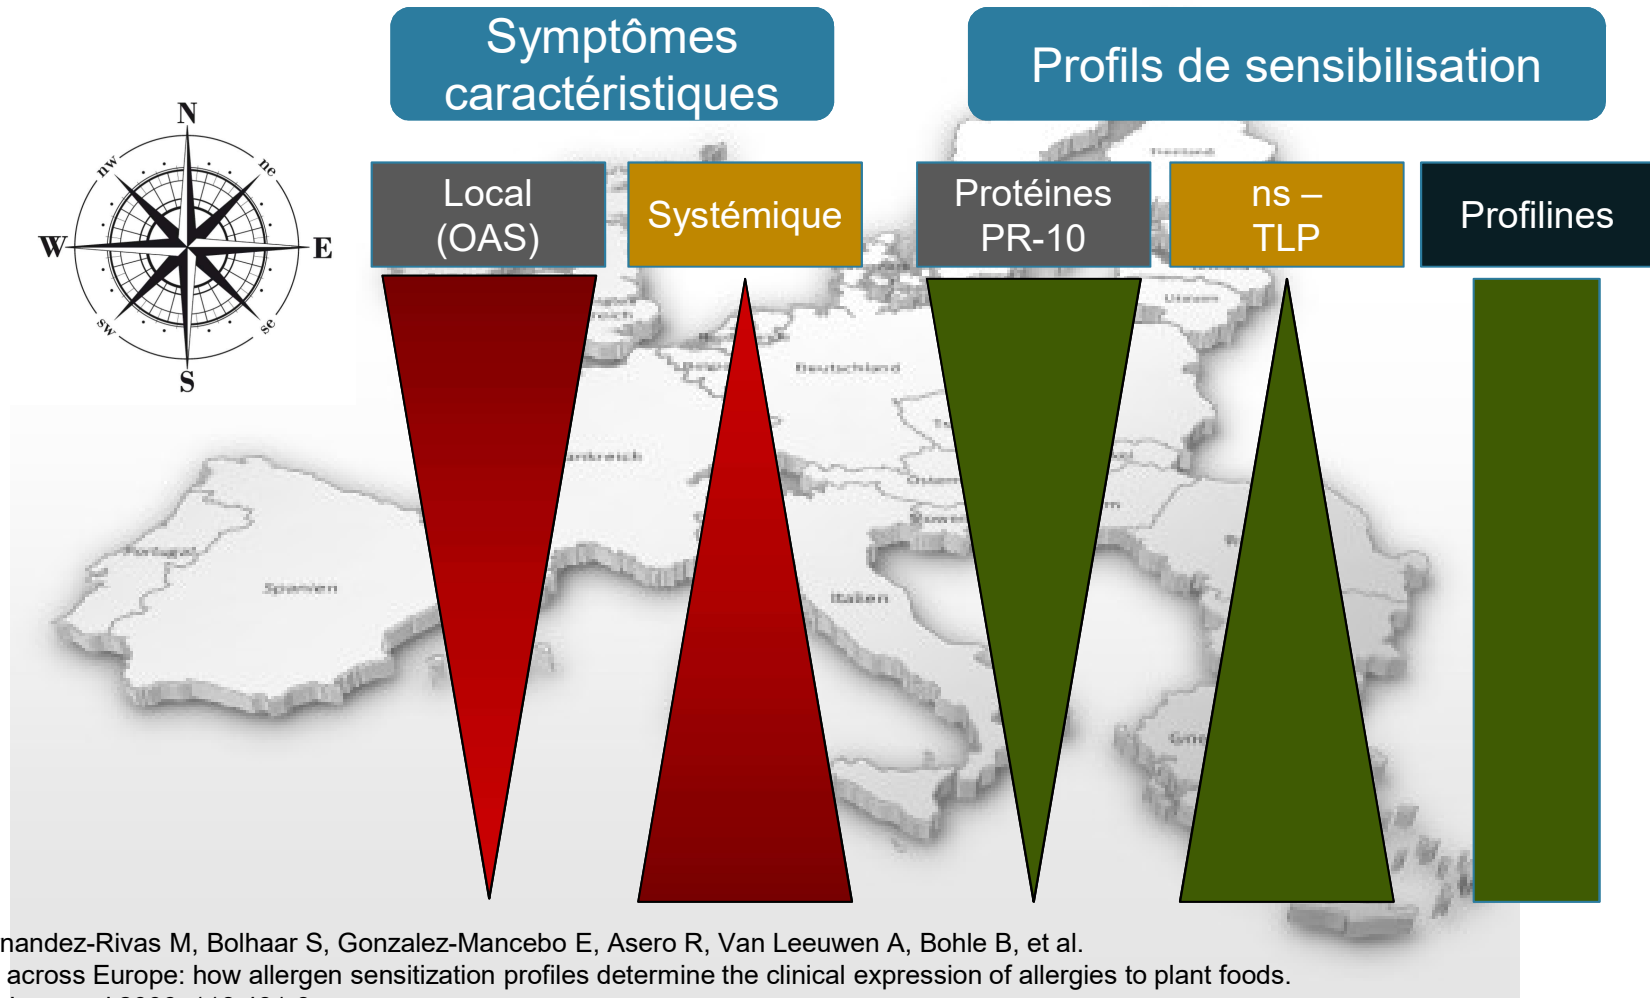 Symptômes
caractéristiques
Profils de sensibilisation
N
nw
ne
W
E
sw
se
S
Local
(OAS)
Systémique
Protéines
PR-10
ns –
TLP
Profilines
Deutschland
Portugal
Spanien
Italien
nandez-Rivas M, Bolhaar S, Gonzalez-Mancebo E, Asero R, Van Leeuwen A, Bohle B, et al.
across Europe: how allergen sensitization profiles determine the clinical expression of allergies to plant foods.